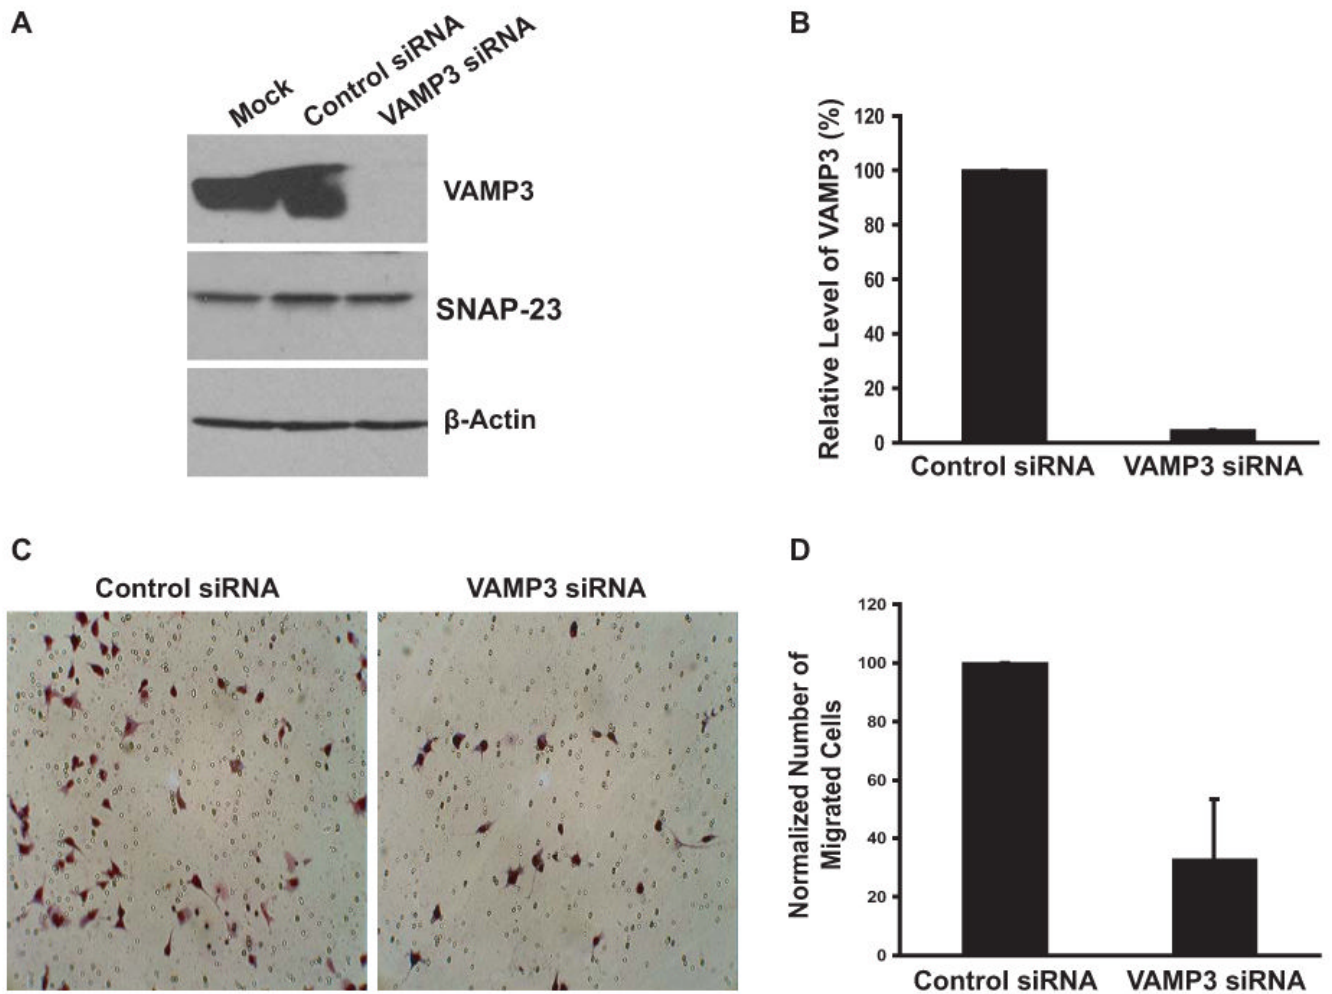 A
Mock
Control siRNA
VAMP3 siRNA
VAMP3
SNAP-23
β-Actin
B
Relative Level of VAMP3 (%)
120
100
80
60
40
20
0
Control siRNA
VAMP3 siRNA
C
Control siRNA
VAMP3 siRNA
D
Normalized Number of
Migrated Cells
120
100
80
60
40
20
0
Control siRNA
VAMP3 siRNA